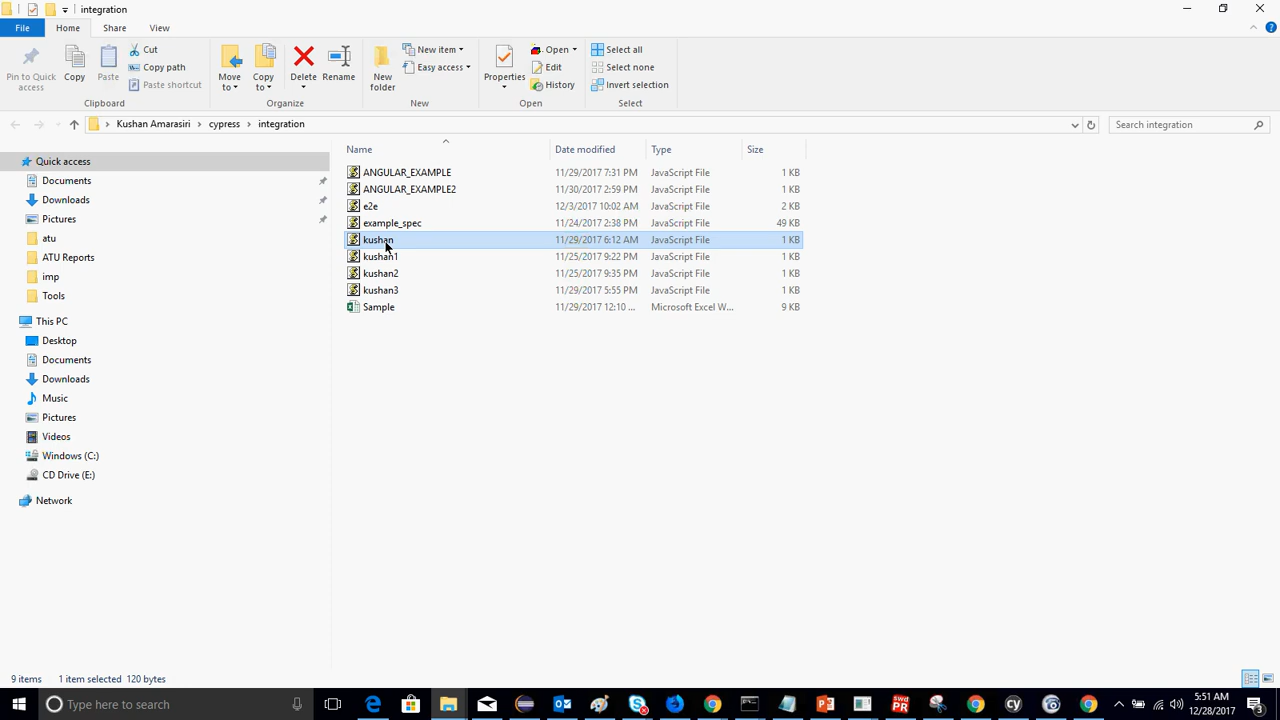 integration
File Home Share View
Pin to Quick access
Copy
Paste
Cut
Copy path
Paste shortcut
Clipboard
Move to
Copy to
Delete
Rename
Organize
New folder
New item
Easy access
New
Properties
Open
Edit
History
Open
Select all
Select none
Invert selection
Select
Kushan Amarasiri cypress integration
Search integration
Name Date modified Type Size
ANGULAR_EXAMPLE 11/29/2017 7:31 PM JavaScript File 1 KB
ANGULAR_EXAMPLE2 11/30/2017 2:59 PM JavaScript File 1 KB
e2e 12/3/2017 10:02 AM JavaScript File 2 KB
example_spec 11/24/2017 2:38 PM JavaScript File 49 KB
kushan 11/29/2017 6:12 AM JavaScript File 1 KB
kushan1 11/25/2017 9:22 PM JavaScript File 1 KB
kushan2 11/25/2017 9:35 PM JavaScript File 1 KB
kushan3 11/29/2017 5:55 PM JavaScript File 1 KB
Sample 11/29/2017 12:10 ... Microsoft Excel W... 9 KB
Quick access
Documents
Downloads
Pictures
atu
ATU Reports
imp
Tools
This PC
Desktop
Documents
Downloads
Music
Pictures
Videos
Windows (C:)
CD Drive (E:)
Network
9 items 1 item selected 120 bytes
Type here to search
swd
PR
cy
5:51 AM
12/28/2017
3